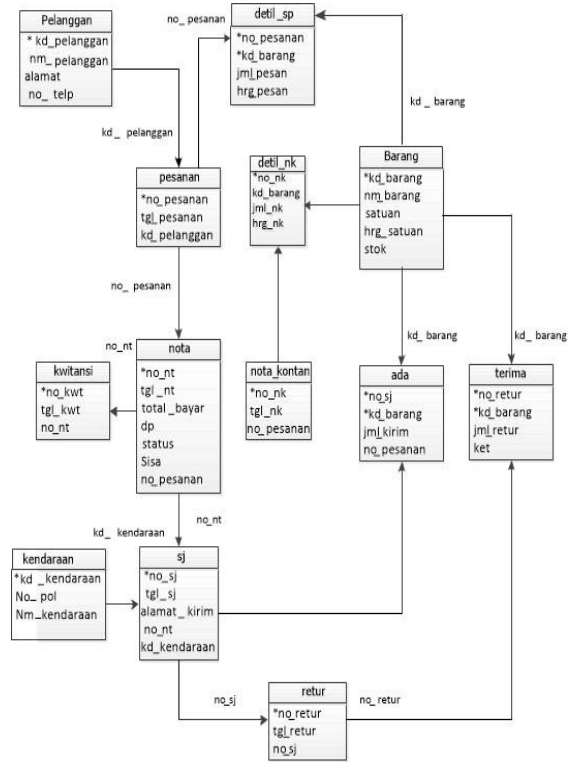 Pelanggan
* kd_pelanggan
nm_ pelanggan
alamat
no_ telp
no_ pesanan
detil_sp
*no_pesanan
*kd_barang
jml_pesan
hrg_pesan
kd _ barang
kd _ pelanggan
pesanan
*no_pesanan
tgl_pesanan
kd_pelanggan
detil_nk
*no_nk
kd_barang
jml_nk
hrg_nk
Barang
*kd_barang
nm_barang
satuan
hrg_satuan
stok
no_ pesanan
kd_ barang
kd_ barang
no_nt
nota
*no_nt
tgl _nt
total _bayar
dp
status
Sisa
no_pesanan
kwitansi
*no_kwt
tgl_kwt
no_nt
nota_kontan
*no_nk
tgl_nk
no_pesanan
ada
*no_sj
*kd_barang
jml_kirim
no_pesanan
terima
*no_retur
*kd_barang
jml_retur
ket
no_nt
kd_ kendaraan
kendaraan
*kd _kendaraan
No_ pol
Nm_kendaraan
sj
*no_sj
tgl_sj
alamat _ kirim
no_nt
kd_kendaraan
no_sj
retur
*no_retur
tgl_retur
no_sj
no_ retur